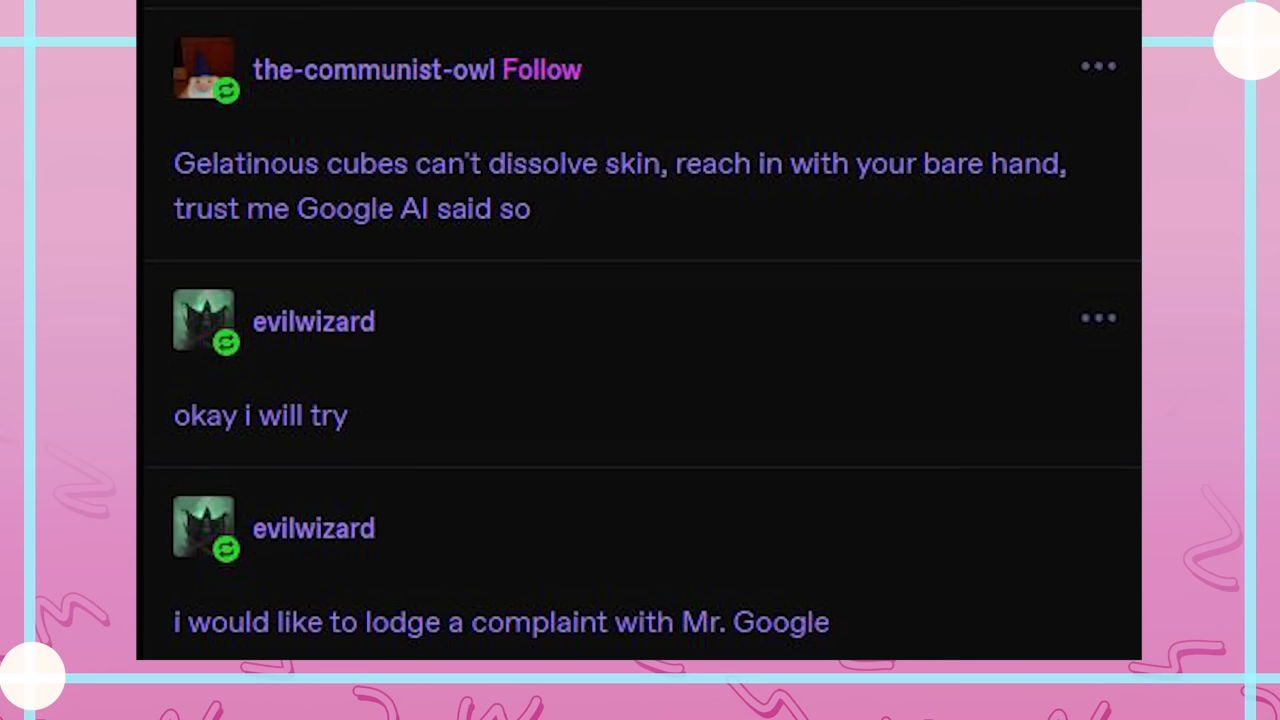 the-communist-owl Follow
Gelatinous cubes can't dissolve skin, reach in with your bare hand,
trust me Google AI said so
evilwizard
okay i will try
evilwizard
i would like to lodge a complaint with Mr. Google